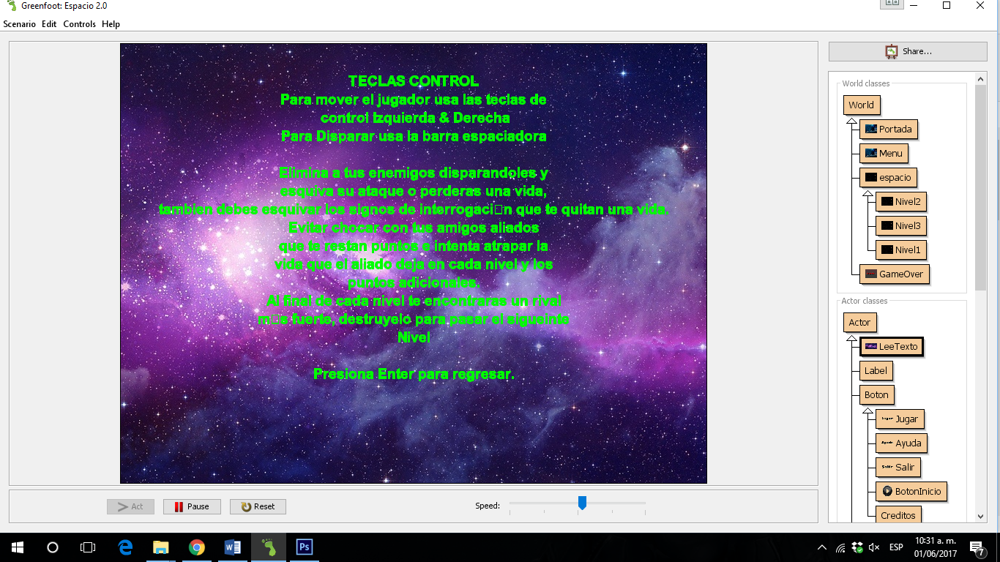 Greenfoot: Espacio 2.0
Scenario Edit Controls Help
TECLAS CONTROL
Para mover el jugador usa las teclas de
control Izquierda & Derecha
Para Disparar usa la barra espaciadora
Elimina a tus enemigos disparandoles y
esquiva su ataque o perderas una vida,
tambien debes esquivar los signos de interrogaci□n que te quitan una vida.
Evitar chocar con tus amigos aliados
que te restan puntos e intenta atrapar la
vida que el aliado deja en cada nivel y los
puntos adicionales.
Al final de cada nivel te encontraras un rival
m□s fuerte, destruyelo para pasar el sigueinte
Nivel
Presiona Enter para regresar.
Share...
World classes
World
Portada
Menu
espacio
Nivel2
Nivel3
Nivel1
GameOver
Actor classes
Actor
LeeTexto
Label
Boton
Jugar
Ayuda
Salir
BotonInicio
Creditos
Act
Pause
Reset
Speed:
ESP
10:31 a. m.
01/06/2017
7